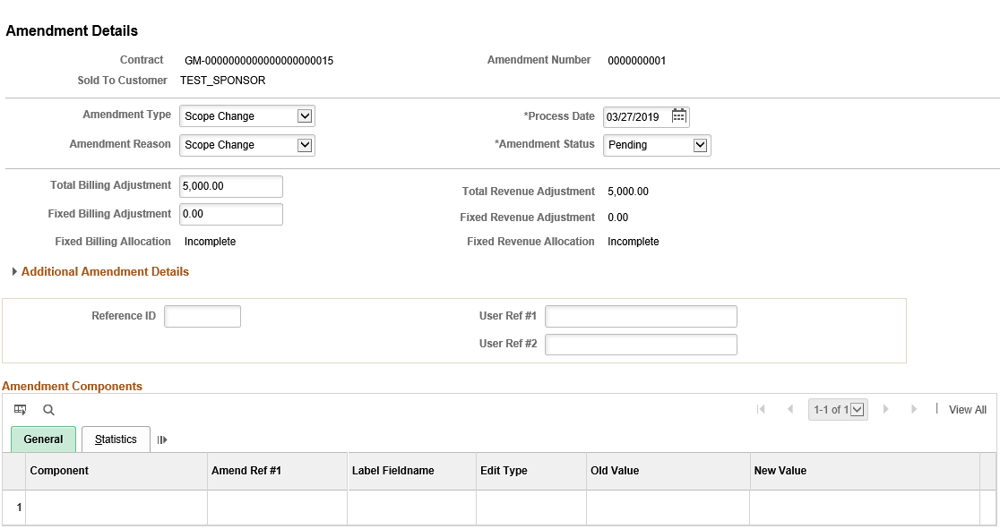 Amendment Details
Contract GM-0000000000000000000015 Amendment Number 0000000001
Sold To Customer TEST_SPONSOR
Amendment Type Scope Change *Process Date 03/27/2019
Amendment Reason Scope Change *Amendment Status Pending
Total Billing Adjustment 5,000.00 Total Revenue Adjustment 5,000.00
Fixed Billing Adjustment 0.00 Fixed Revenue Adjustment 0.00
Fixed Billing Allocation Incomplete Fixed Revenue Allocation Incomplete
Additional Amendment Details
Reference ID User Ref #1
User Ref #2
Amendment Components
1-1 of 1 View All
General Statistics
Component Amend Ref #1 Label Fieldname Edit Type Old Value New Value
1